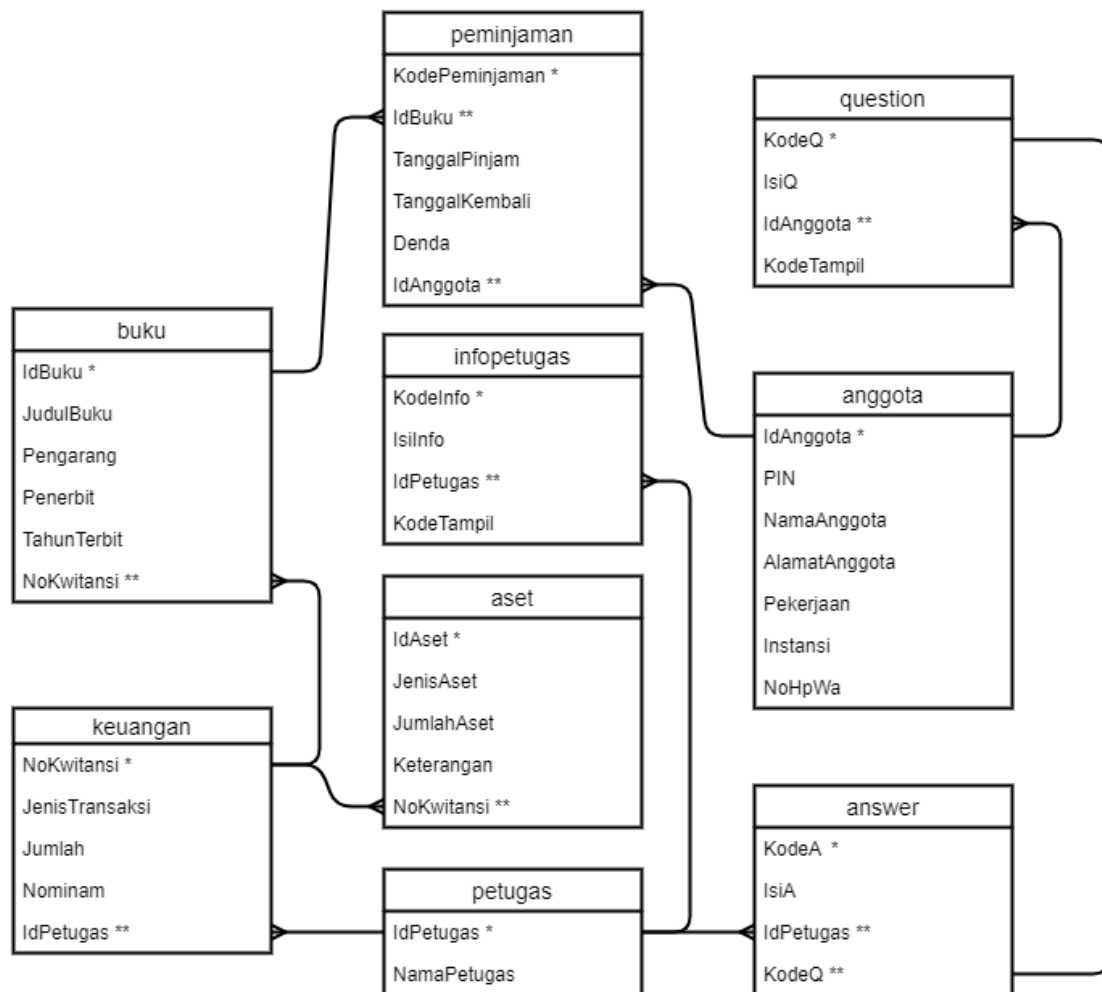 peminjaman
KodePeminjaman *
IdBuku **
TanggalPinjam
TanggalKembali
Denda
IdAnggota **
question
KodeQ *
IsiQ
IdAnggota **
KodeTampil
buku
IdBuku *
JudulBuku
Pengarang
Penerbit
TahunTerbit
NoKwitansi **
infopetugas
KodeInfo *
IsiInfo
IdPetugas **
KodeTampil
anggota
IdAnggota *
PIN
NamaAnggota
AlamatAnggota
Pekerjaan
Instansi
NoHpWa
aset
IdAset *
JenisAset
JumlahAset
Keterangan
NoKwitansi **
keuangan
NoKwitansi *
JenisTransaksi
Jumlah
Nominam
IdPetugas **
petugas
IdPetugas *
NamaPetugas
answer
KodeA *
IsiA
IdPetugas **
KodeQ **